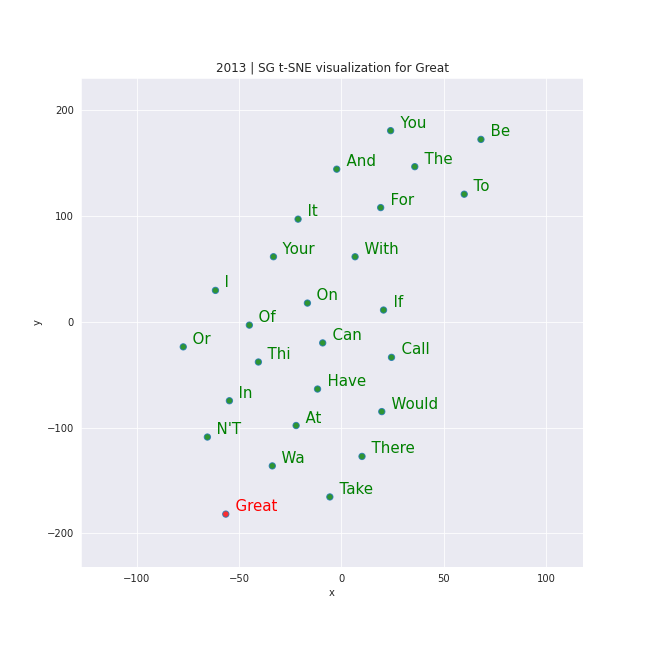 2013 | SG t-SNE visualization for Great
200
100
0
−100
−200
y
You
Be
And
The
To
For
It
Your
With
I
On
If
Of
Or
Can
Thi
Call
Have
In
Would
At
N'T
There
Wa
Take
Great
−100
−50
0
50
100
x